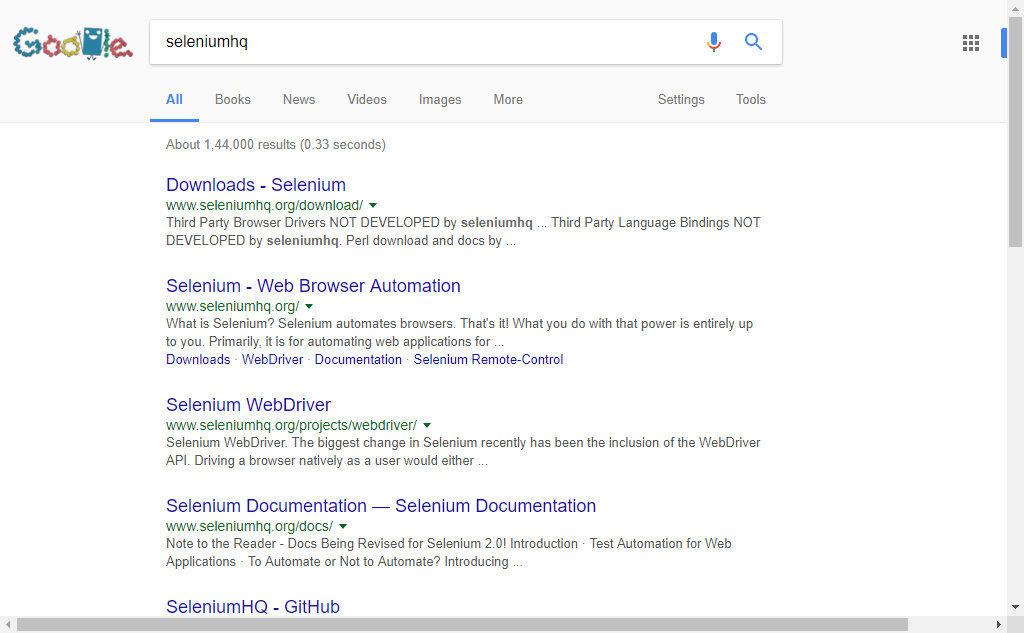 Google
seleniumhq
All Books News Videos Images More Settings Tools
About 1,44,000 results (0.33 seconds)
Downloads - Selenium
www.seleniumhq.org/download/
Third Party Browser Drivers NOT DEVELOPED by seleniumhq ... Third Party Language Bindings NOT
DEVELOPED by seleniumhq. Perl download and docs by ...
Selenium - Web Browser Automation
www.seleniumhq.org/
What is Selenium? Selenium automates browsers. That's it! What you do with that power is entirely up
to you. Primarily, it is for automating web applications for ...
Downloads · WebDriver · Documentation · Selenium Remote-Control
Selenium WebDriver
www.seleniumhq.org/projects/webdriver/
Selenium WebDriver. The biggest change in Selenium recently has been the inclusion of the WebDriver
API. Driving a browser natively as a user would either ...
Selenium Documentation — Selenium Documentation
www.seleniumhq.org/docs/
Note to the Reader - Docs Being Revised for Selenium 2.0! Introduction · Test Automation for Web
Applications · To Automate or Not to Automate? Introducing ...
SeleniumHQ - GitHub